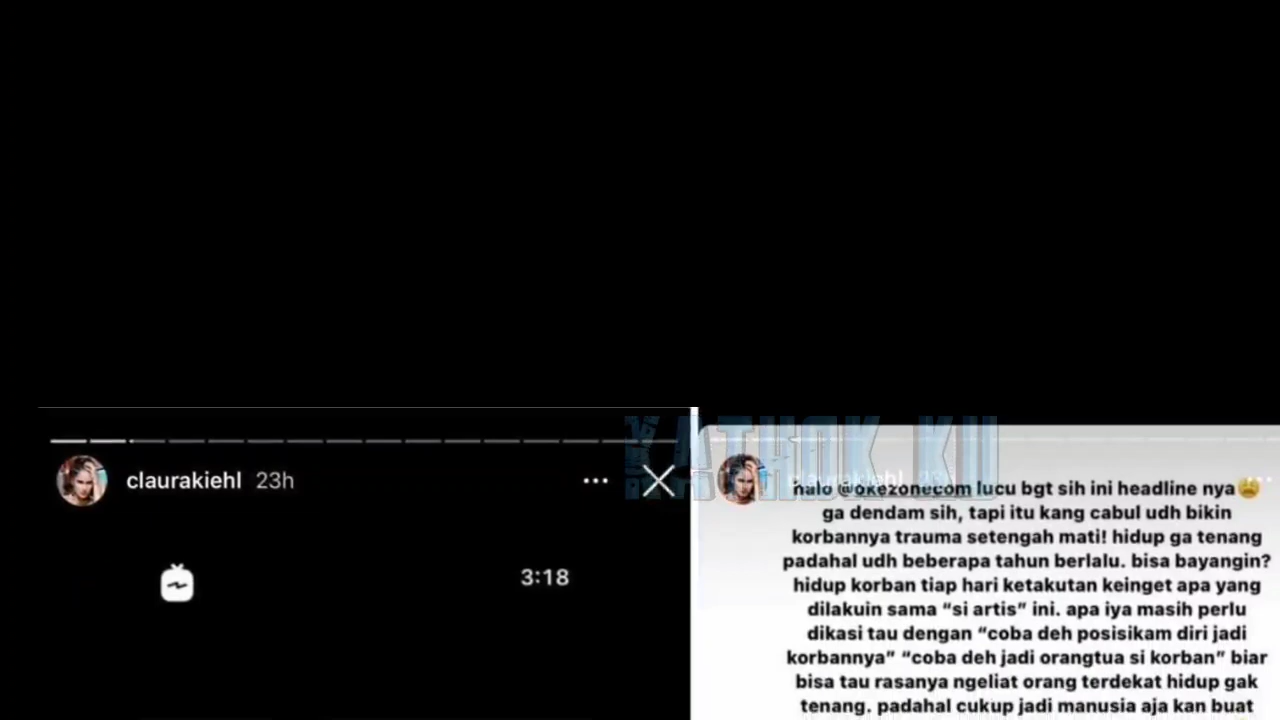 claurakiehl 23h
3:18
KATHOK KU
claurakiehl 23h
halo @okezonecom lucu bgt sih ini headline nya😩
ga dendam sih, tapi itu kang cabul udh bikin
korbannya trauma setengah mati! hidup ga tenang
padahal udh beberapa tahun berlalu. bisa bayangin?
hidup korban tiap hari ketakutan keinget apa yang
dilakuin sama “si artis” ini. apa iya masih perlu
dikasi tau dengan “coba deh posisikam diri jadi
korbannya” “coba deh jadi orangtua si korban” biar
bisa tau rasanya ngeliat orang terdekat hidup gak
tenang. padahal cukup jadi manusia aja kan buat